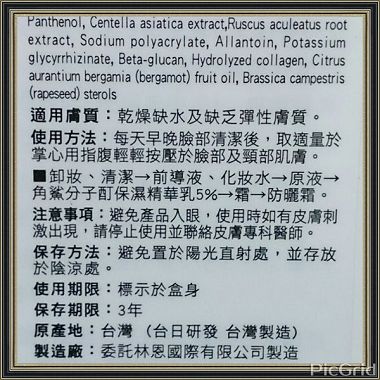 Panthenol, Centella asiatica extract,Ruscus aculeatus root
extract, Sodium polyacrylate, Allantoin, Potassium
glycyrrhizinate, Beta-glucan, Hydrolyzed collagen, Citrus
aurantium bergamia (bergamot) fruit oil, Brassica campestris
(rapeseed) sterols
適用膚質：乾燥缺水及缺乏彈性膚質。
使用方法：每天早晚臉部清潔後，取適量於
掌心用指腹輕輕按壓於臉部及頸部肌膚。
■卸妝、清潔→前導液、化妝水→原液→
角鯊分子酊保濕精華乳5%→霜→防曬霜。
注意事項：避免產品入眼，使用時如有皮膚刺
激出現，請停止使用並聯絡皮膚專科醫師。
保存方法：避免置於陽光直射處，並存放
於陰涼處。
使用期限：標示於盒身
保存期限：3年
原產地：台灣（台日研發 台灣製造）
製造廠：委託林恩國際有限公司製造
PicGrid